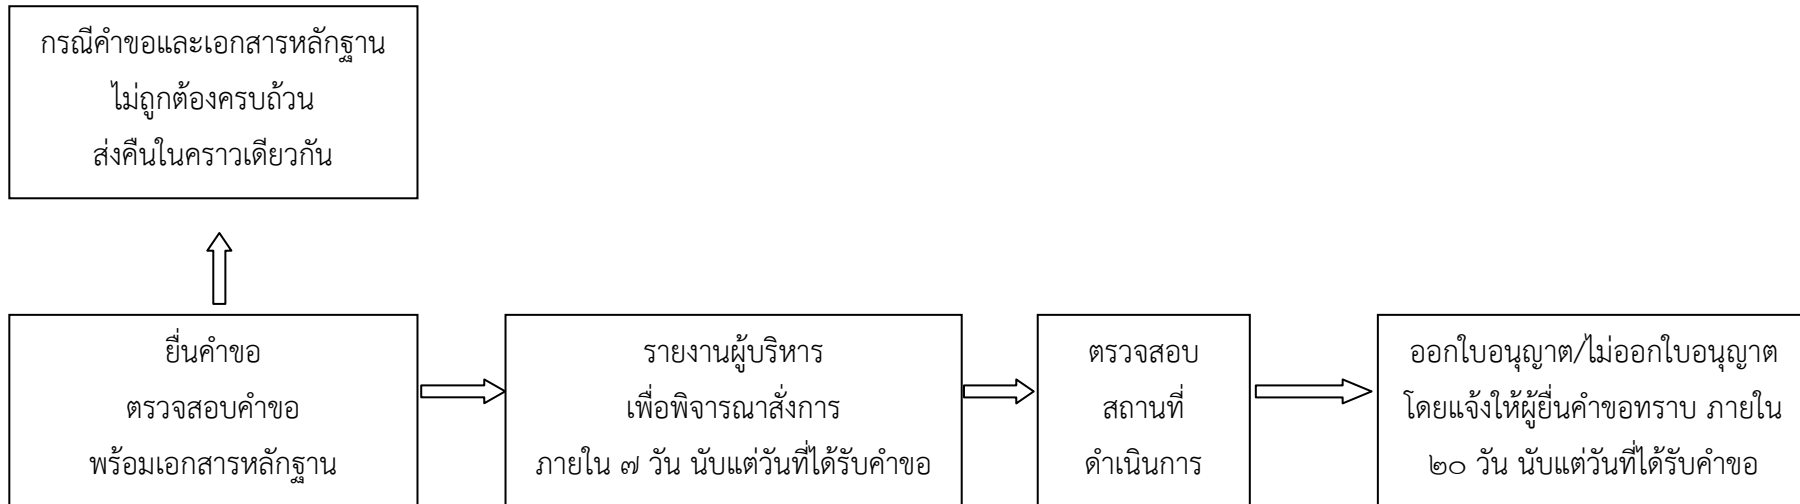 กรณีคำขอและเอกสารหลักฐาน
ไม่ถูกต้องครบถ้วน
ส่งคืนในคราวเดียวกัน
ยื่นคำขอ
ตรวจสอบคำขอ
พร้อมเอกสารหลักฐาน
รายงานผู้บริหาร
เพื่อพิจารณาสั่งการ
ภายใน ๗ วัน นับแต่วันที่ได้รับคำขอ
ตรวจสอบ
สถานที่
ดำเนินการ
ออกใบอนุญาต/ไม่ออกใบอนุญาต
โดยแจ้งให้ผู้ยื่นคำขอทราบ ภายใน
๒๐ วัน นับแต่วันที่ได้รับคำขอ